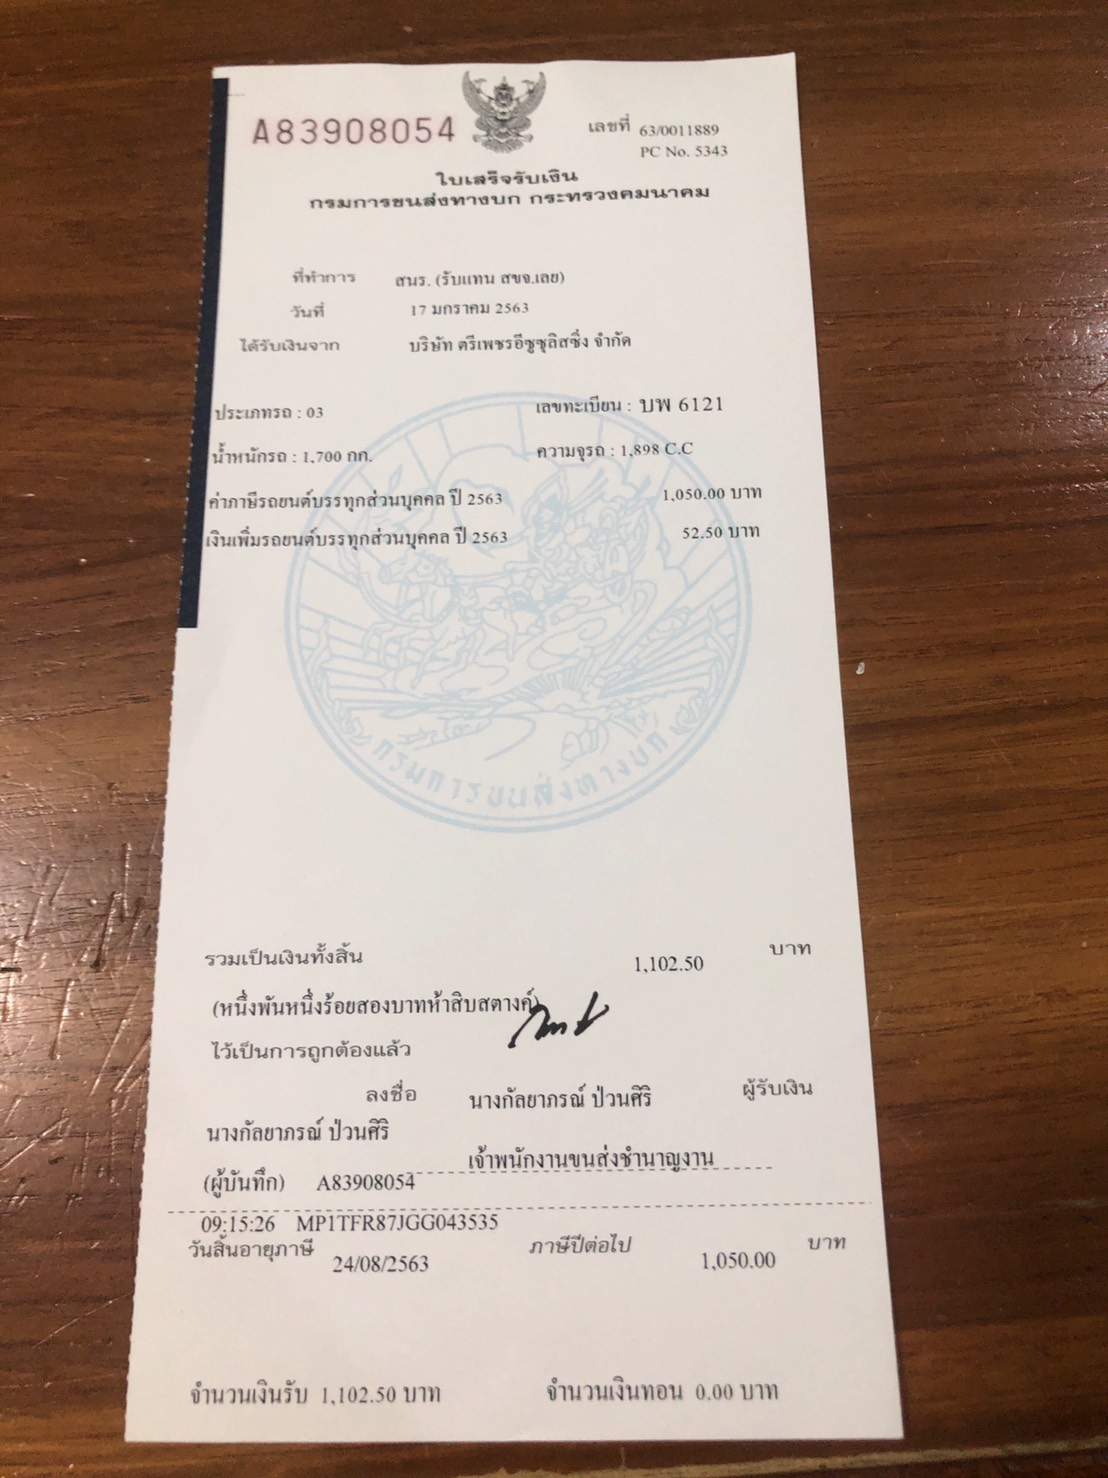 A83908054
เลขที่ 63/0011889
PC No. 5343
ใบเสร็จรับเงิน
กรมการขนส่งทางบก กระทรวงคมนาคม
ที่ทำการ สนร. (รับแทน สขจ.เลย)
วันที่ 17 มกราคม 2563
ได้รับเงินจาก บริษัท ตรีเพชรอีซูซุลิสซิ่ง จำกัด
ประเภทรถ : 03 เลขทะเบียน : บพ 6121
น้ำหนักรถ : 1,700 กก. ความจุรถ : 1,898 C.C
ค่าภาษีรถยนต์บรรทุกส่วนบุคคล ปี 2563 1,050.00 บาท
เงินเพิ่มรถยนต์บรรทุกส่วนบุคคล ปี 2563 52.50 บาท
กรมการขนส่งทางบก
รวมเป็นเงินทั้งสิ้น 1,102.50 บาท
(หนึ่งพันหนึ่งร้อยสองบาทห้าสิบสตางค์)
ไว้เป็นการถูกต้องแล้ว
ลงชื่อ นางกัลยาภรณ์ ป่วนศิริ ผู้รับเงิน
นางกัลยาภรณ์ ป่วนศิริ
เจ้าพนักงานขนส่งชำนาญงาน
(ผู้บันทึก) A83908054
09:15:26 MP1TFR87JGG043535
วันสิ้นอายุภาษี 24/08/2563 ภาษีปีต่อไป 1,050.00 บาท
จำนวนเงินรับ 1,102.50 บาท จำนวนเงินทอน 0.00 บาท